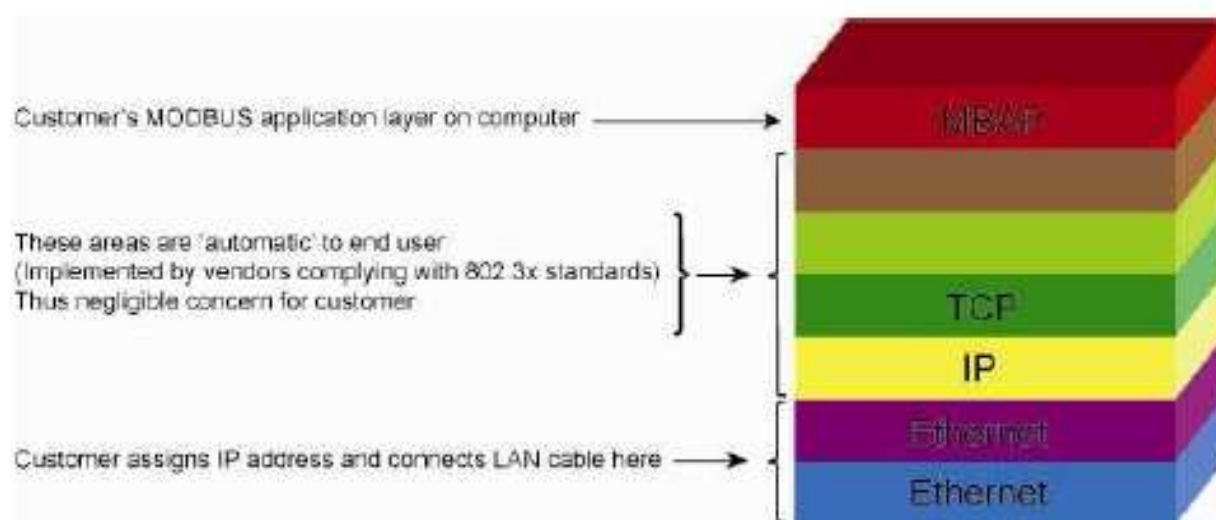 Customer's MODBUS application layer on computer
MBAP
These areas are 'automatic' to end user
(Implemented by vendors complying with 802.3x standards)
Thus negligible concern for customer
TCP
IP
Ethernet
Customer assigns IP address and connects LAN cable here
Ethernet